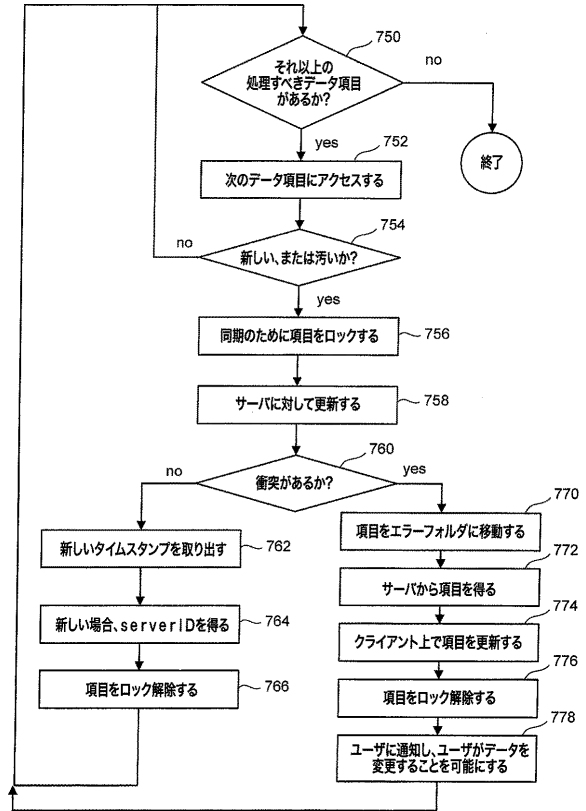 750
それ以上の
処理すべきデータ項目
があるか?
no
yes
終了
752
次のデータ項目にアクセスする
754
no
新しい、または汚いか?
yes
同期のために項目をロックする
756
サーバに対して更新する
758
760
no
衝突があるか?
yes
新しいタイムスタンプを取り出す
762
新しい場合、serverIDを得る
764
項目をロック解除する
766
770
項目をエラーフォルダに移動する
772
サーバから項目を得る
774
クライアント上で項目を更新する
776
項目をロック解除する
778
ユーザに通知し、ユーザがデータを
変更することを可能にする